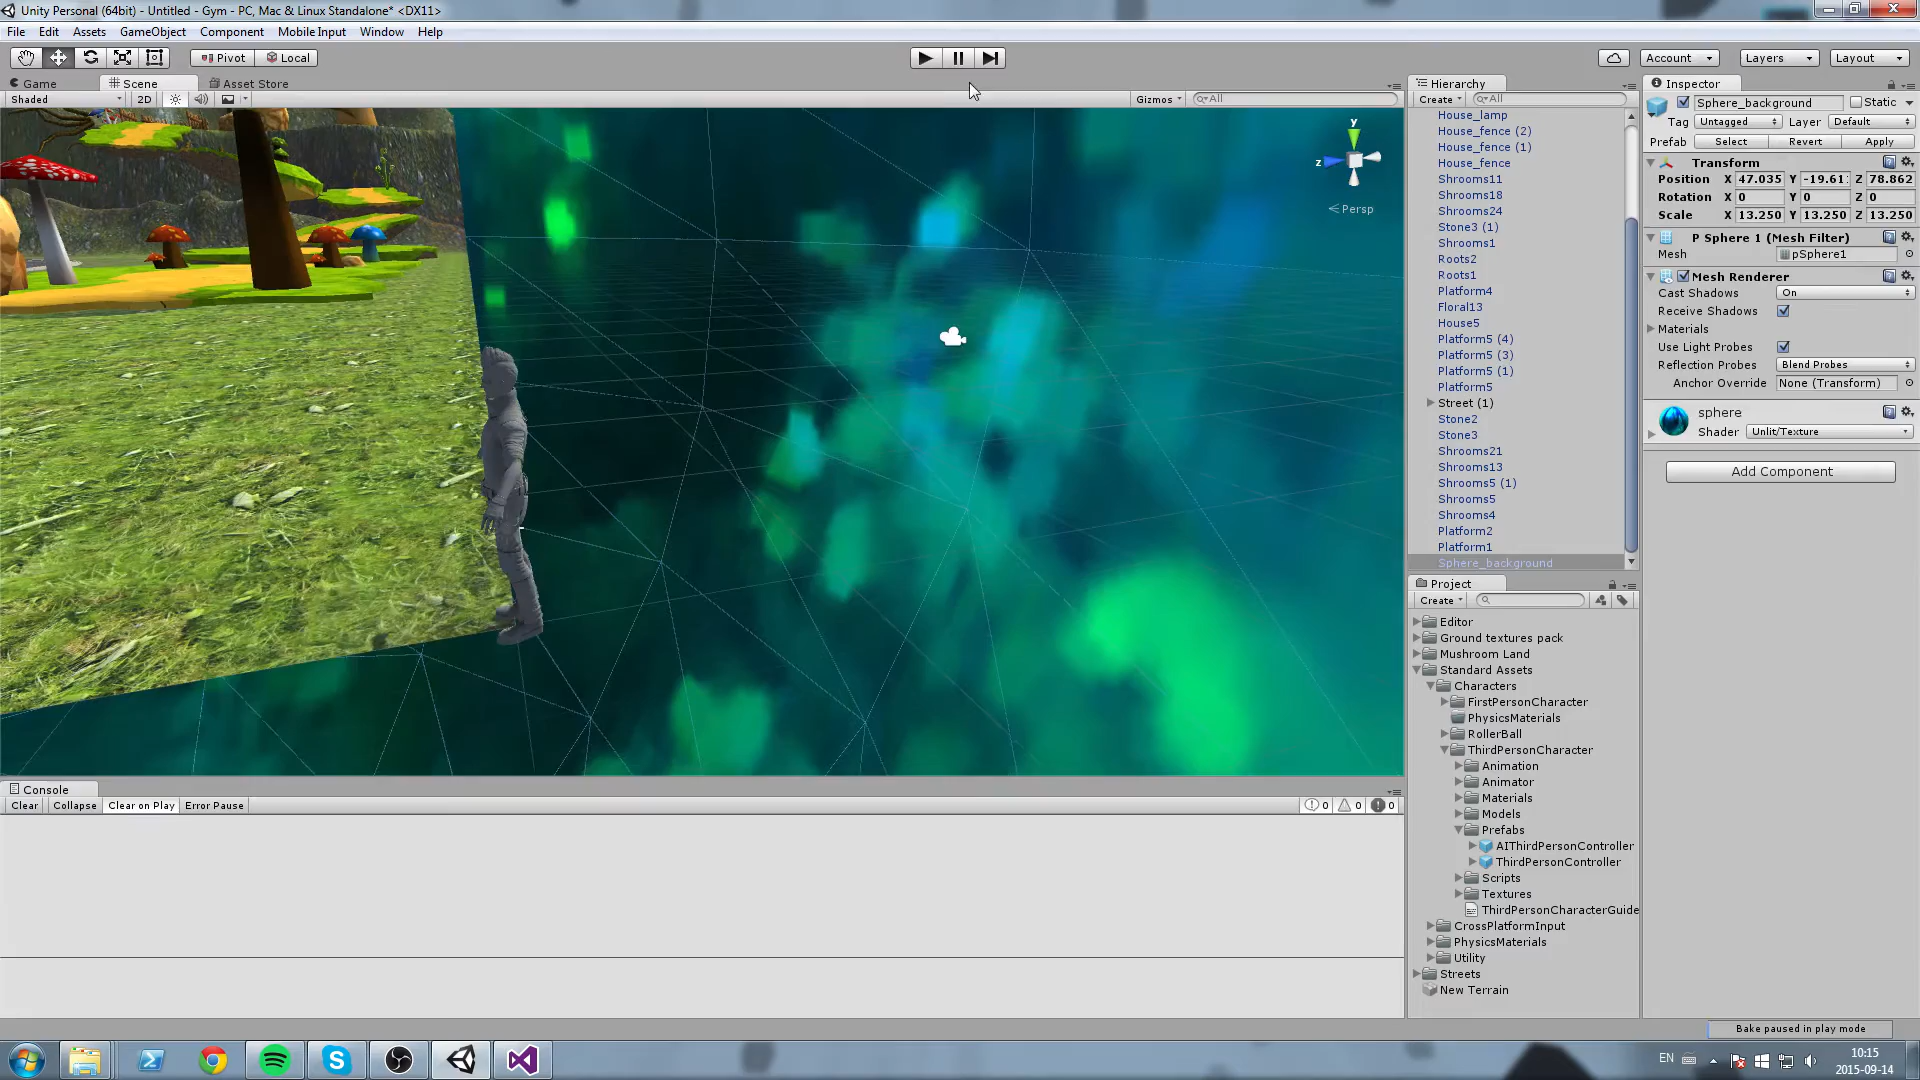 Unity Personal (64bit) - Untitled - Gym - PC, Mac & Linux Standalone* <DX11>
File Edit Assets GameObject Component Mobile Input Window Help
Pivot Local Account Layers Layout
Game Scene Asset Store
Shaded 2D Gizmos All
y
z
Persp
Hierarchy
Create All
House_lamp
House_fence (2)
House_fence (1)
House_fence
Shrooms11
Shrooms18
Shrooms24
Stone3 (1)
Shrooms1
Roots2
Roots1
Platform4
Floral13
House5
Platform5 (4)
Platform5 (3)
Platform5 (1)
Platform5
Street (1)
Stone2
Stone3
Shrooms21
Shrooms13
Shrooms5 (1)
Shrooms5
Shrooms4
Platform2
Platform1
Sphere_background
Project
Create
Editor
Ground textures pack
Mushroom Land
Standard Assets
Characters
FirstPersonCharacter
PhysicsMaterials
RollerBall
ThirdPersonCharacter
Animation
Animator
Materials
Models
Prefabs
AIThirdPersonController
ThirdPersonController
Scripts
Textures
ThirdPersonCharacterGuide
CrossPlatformInput
PhysicsMaterials
Utility
Streets
New Terrain
Inspector
Sphere_background Static
Tag Untagged Layer Default
Prefab Select Revert Apply
Transform
Position X 47.035 Y -19.61 Z 78.862
Rotation X 0 Y 0 Z 0
Scale X 13.250 Y 13.250 Z 13.250
P Sphere 1 (Mesh Filter)
Mesh pSphere1
Mesh Renderer
Cast Shadows On
Receive Shadows
Materials
Use Light Probes
Reflection Probes Blend Probes
Anchor Override None (Transform)
sphere
Shader Unlit/Texture
Add Component
Console
Clear Collapse Clear on Play Error Pause 0 0 0
Bake paused in play mode
EN 10:15
2015-09-14